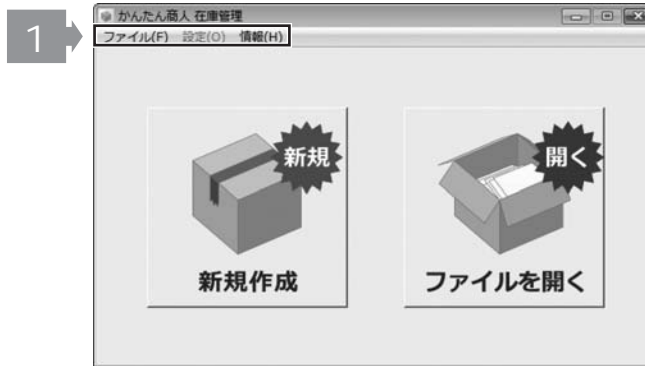 1
かんたん商人 在庫管理
ファイル(F) 設定(O) 情報(H)
新規
開く
新規作成
ファイルを開く